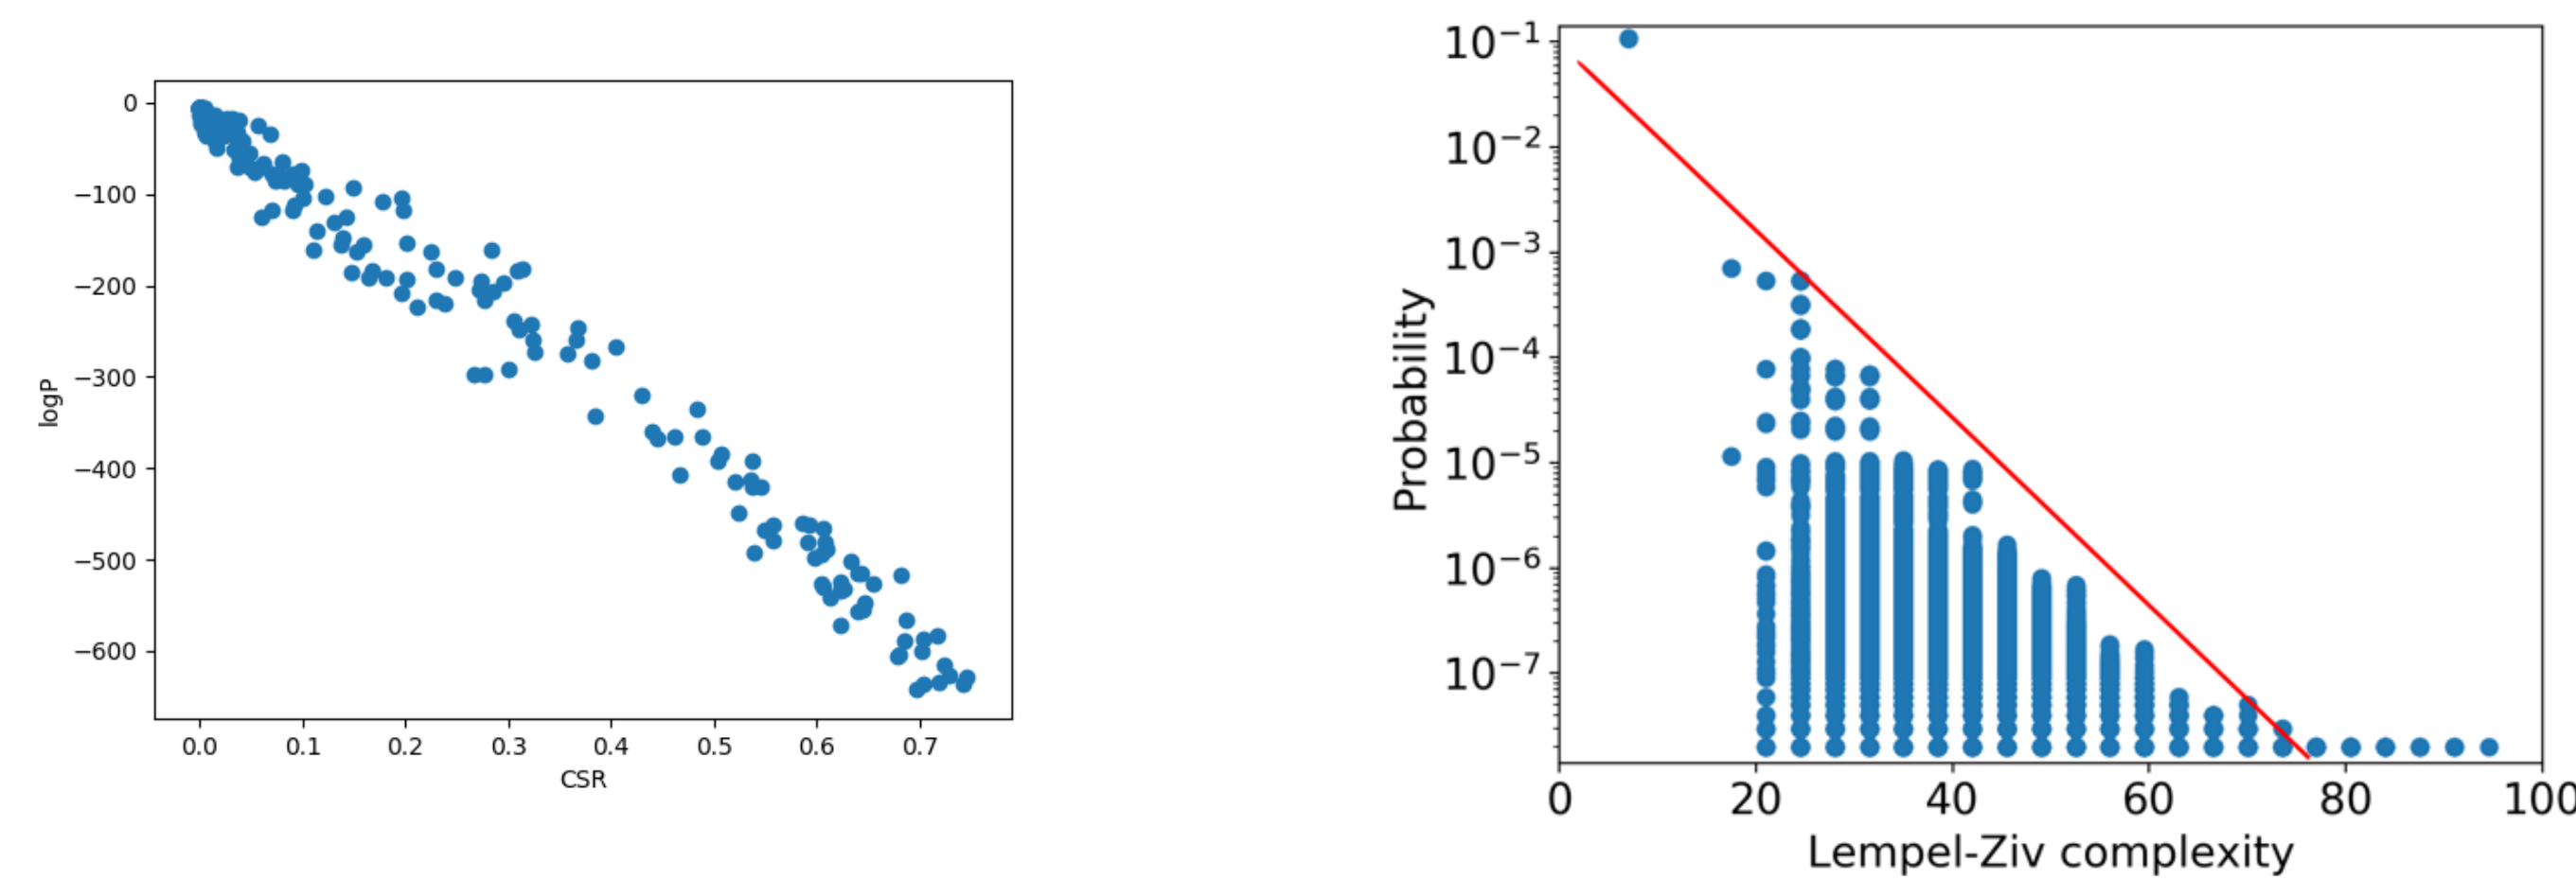 0
−100
−200
−300
−400
−500
−600
logP
0.0 0.1 0.2 0.3 0.4 0.5 0.6 0.7
CSR
10⁻¹
10⁻²
10⁻³
10⁻⁴
10⁻⁵
10⁻⁶
10⁻⁷
Probability
0 20 40 60 80 100
Lempel-Ziv complexity